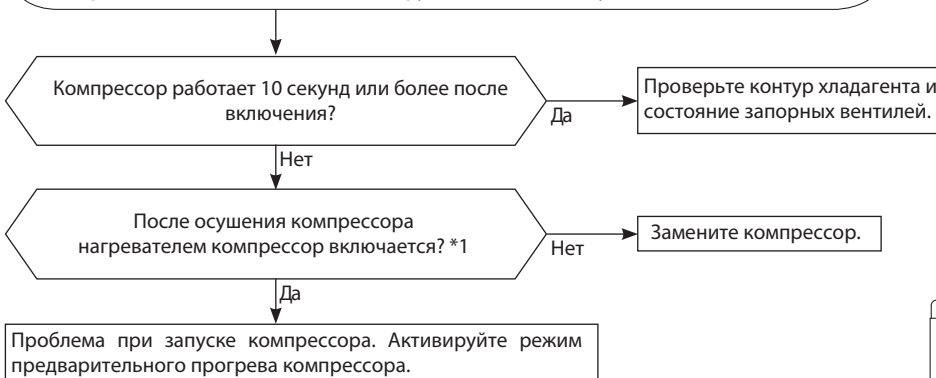 Компрессор работает 10 секунд или более после
включения?
Да
Проверьте контур хладагента и
состояние запорных вентилей.
Нет
После осушения компрессора
нагревателем компрессор включается? *1
Нет
Замените компрессор.
Да
Проблема при запуске компрессора. Активируйте режим
предварительного прогрева компрессора.